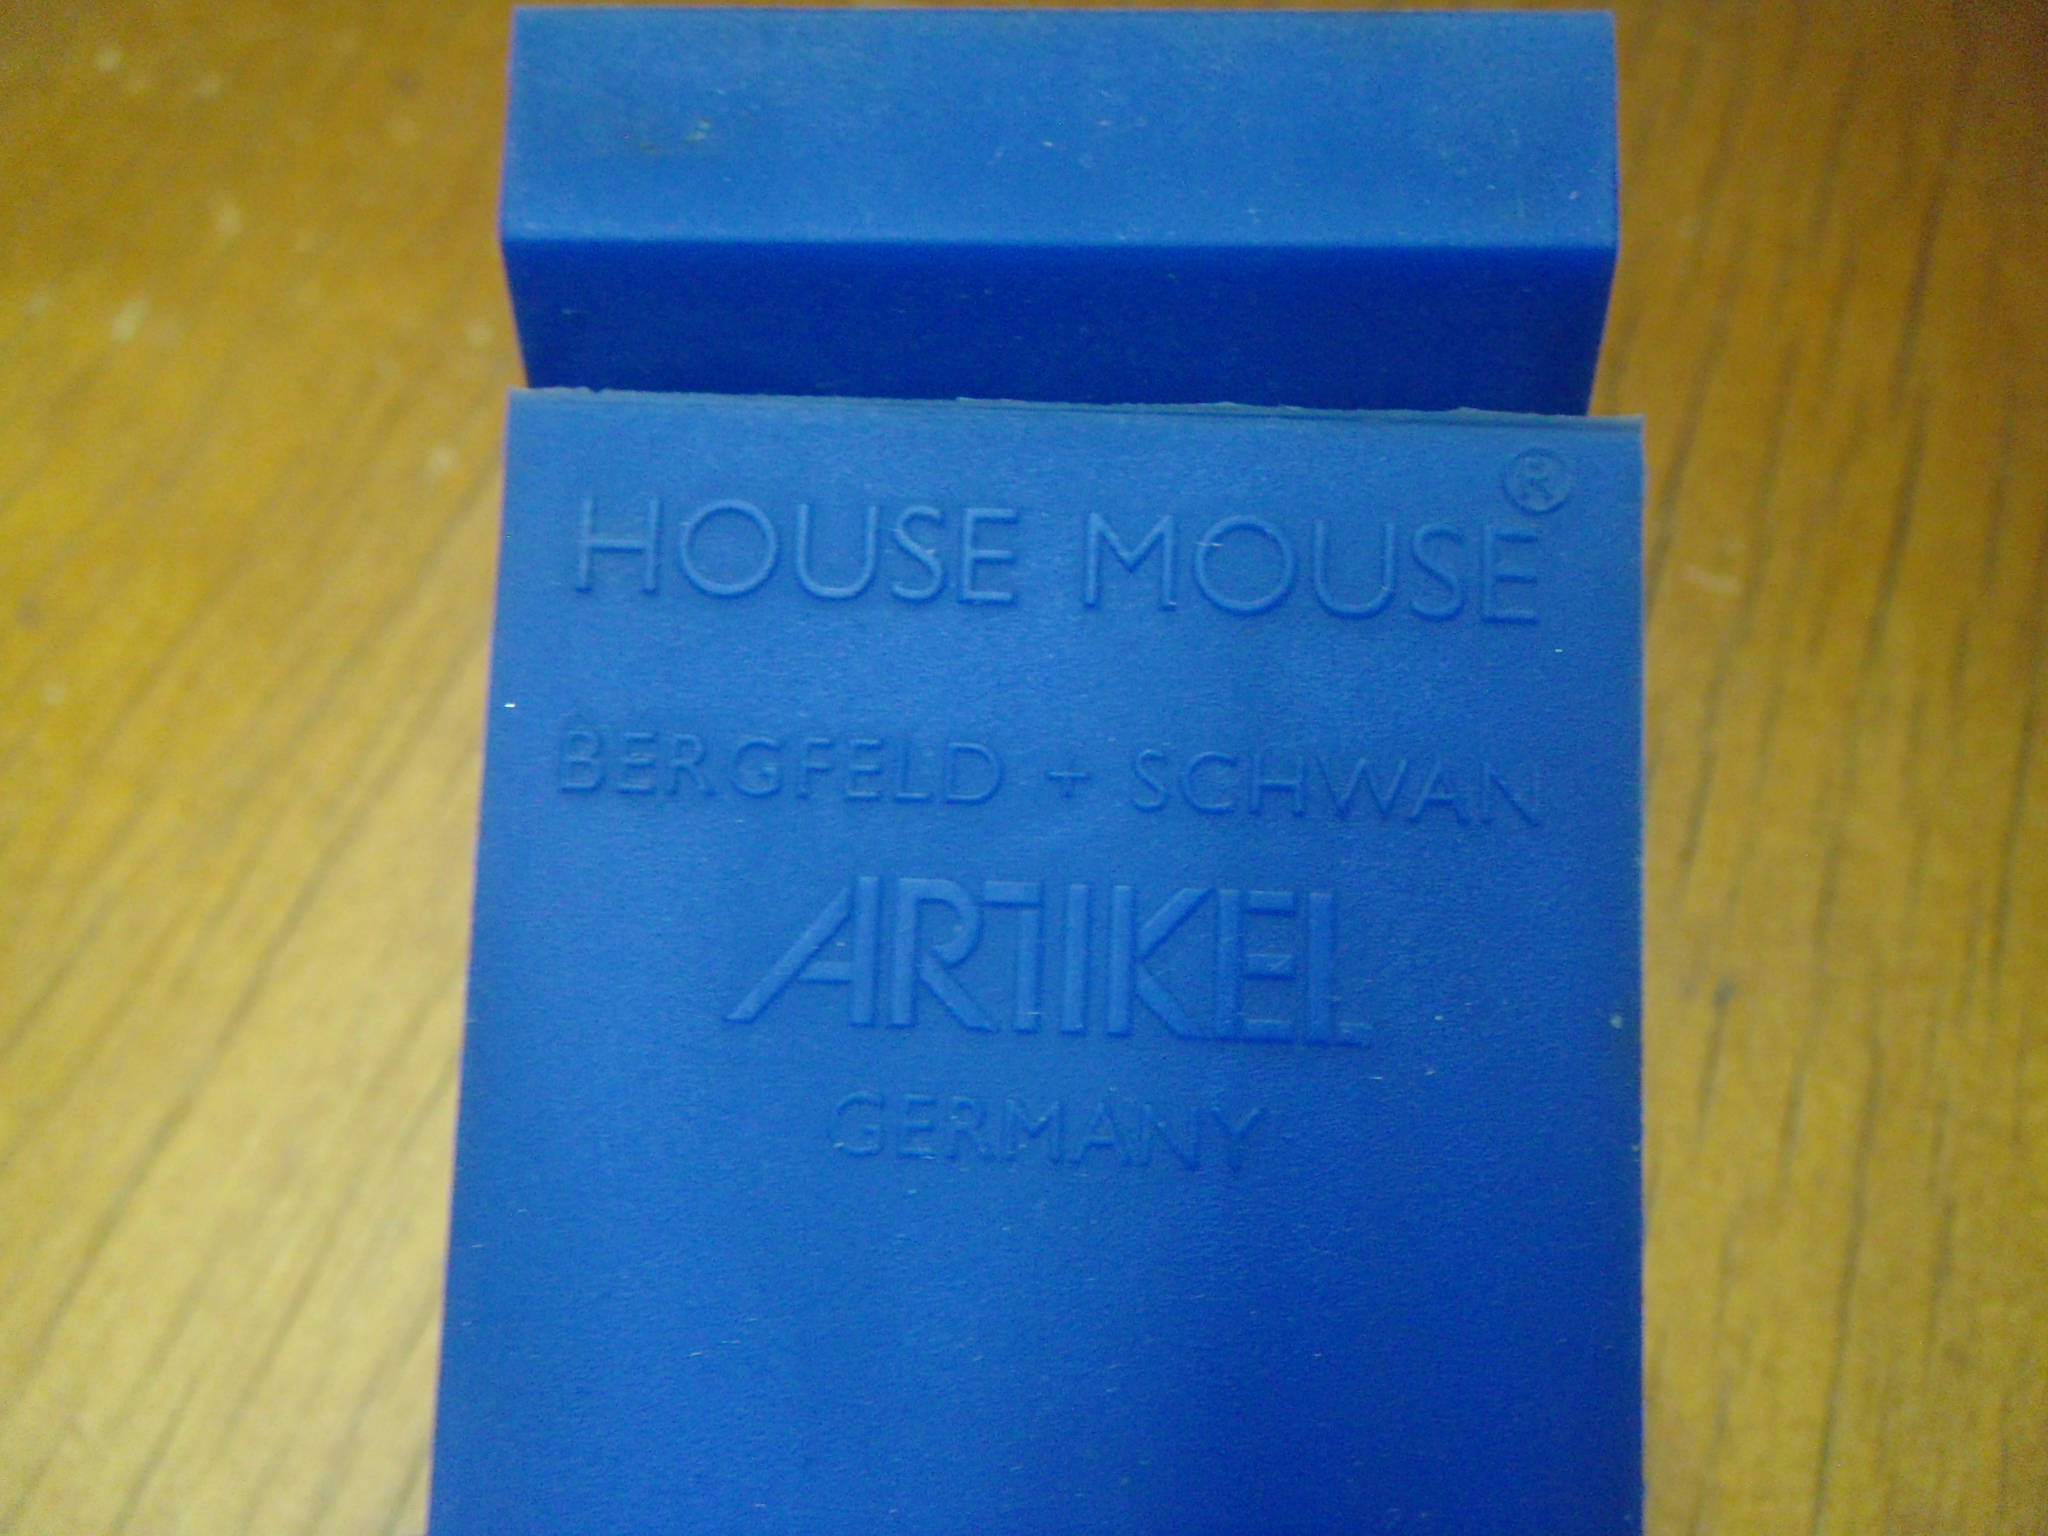 HOUSE MOUSE®
BERGFELD + SCHWAN
ARTIKEL
GERMANY